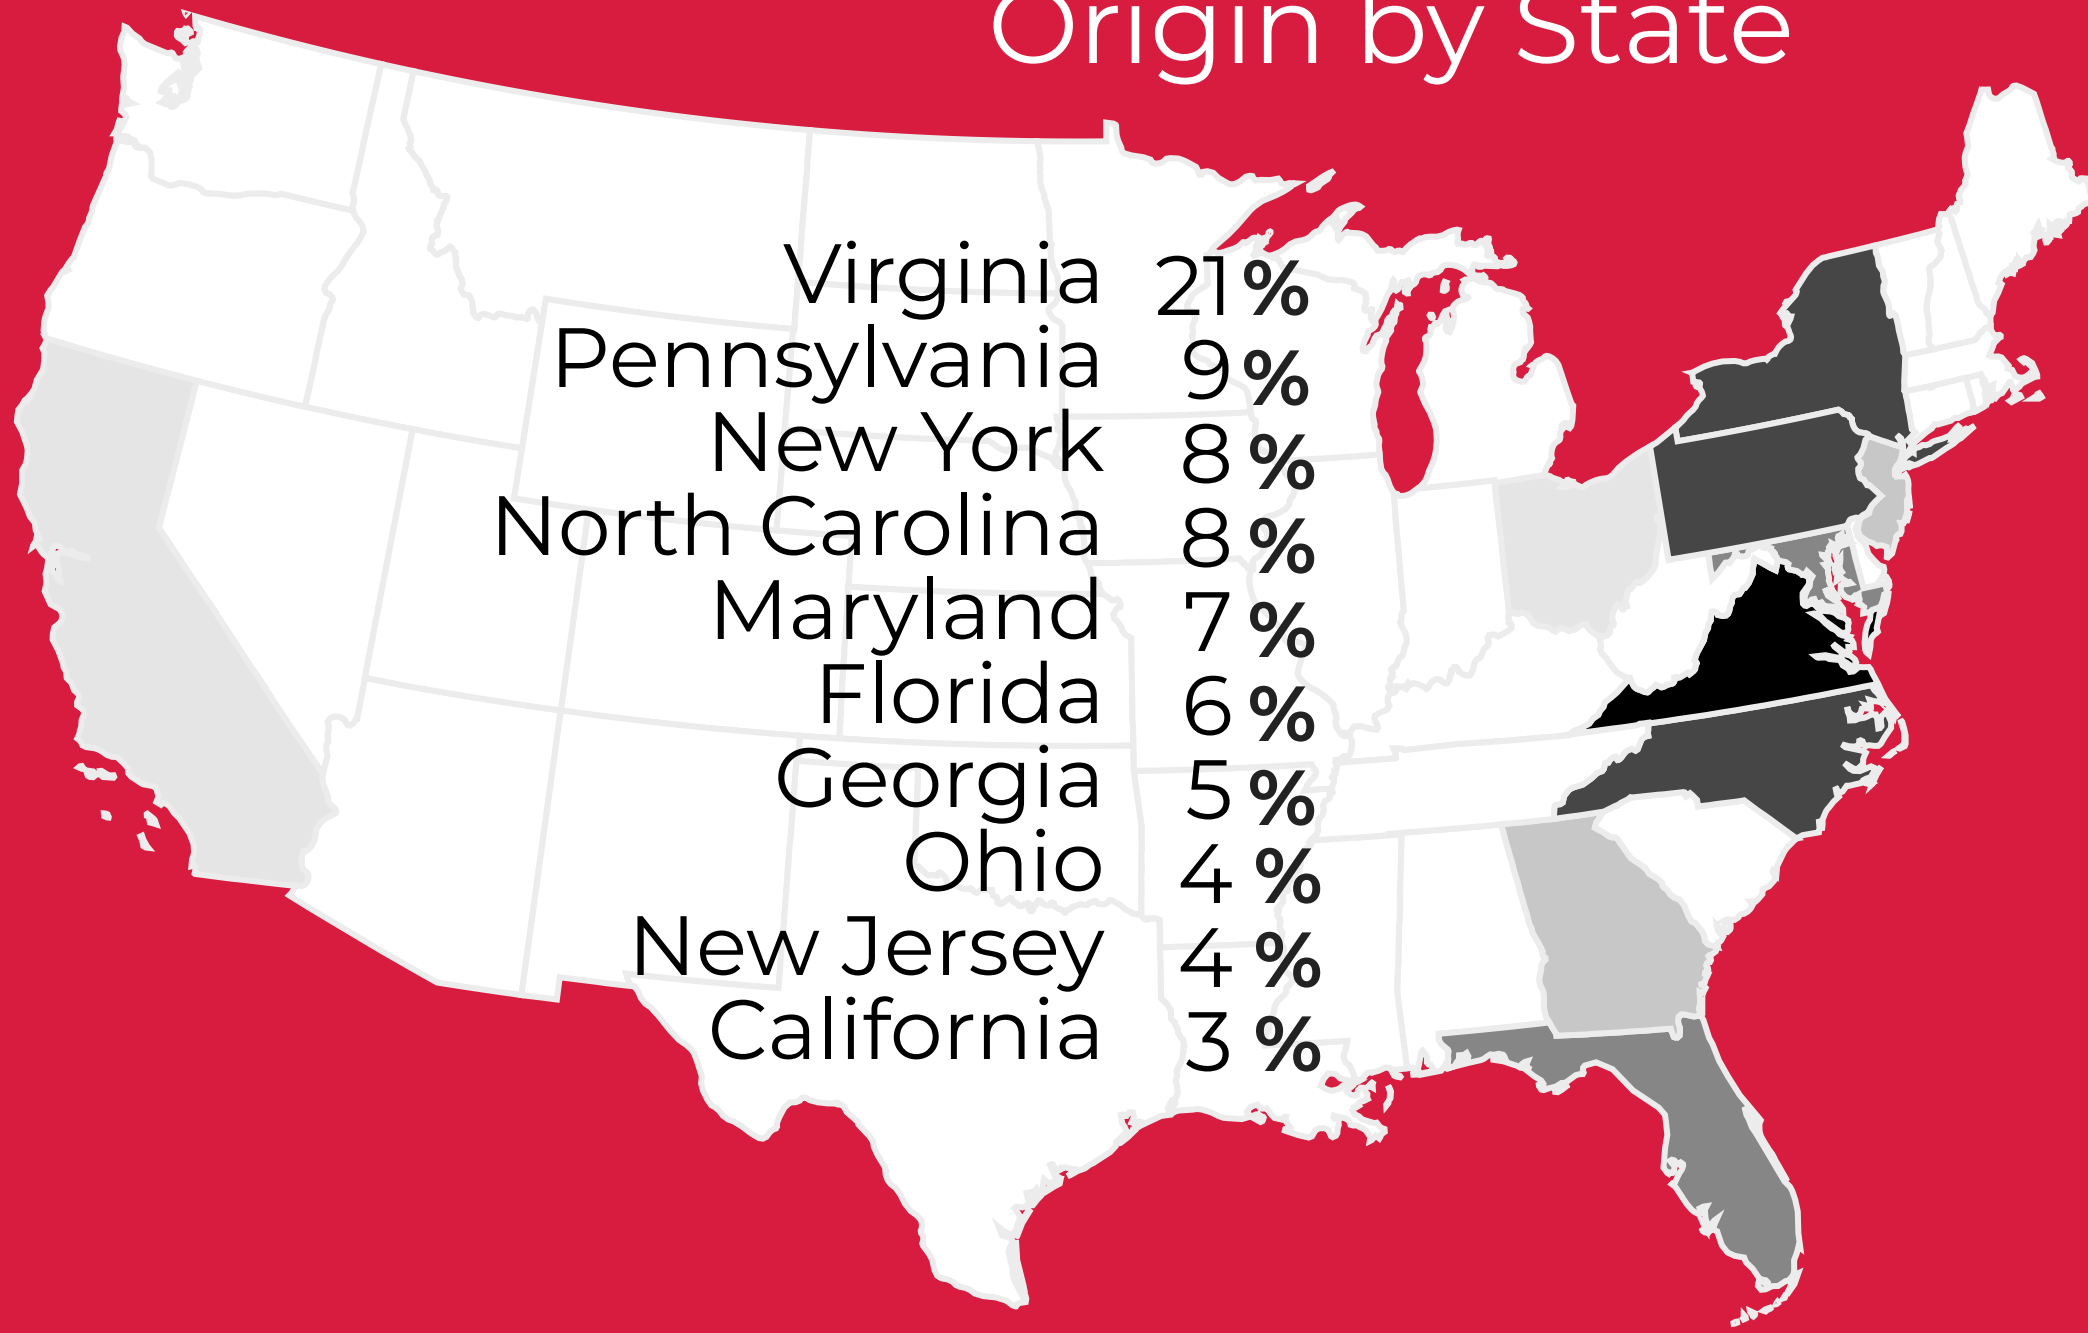 Origin by State
Virginia 21%
Pennsylvania 9%
New York 8%
North Carolina 8%
Maryland 7%
Florida 6%
Georgia 5%
Ohio 4%
New Jersey 4%
California 3%